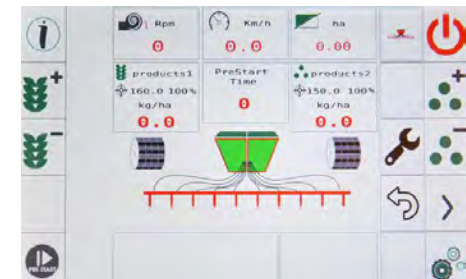 i
Rpm
Km/h
ha
0
0.0
0.00
products1
PreStart
Time
products2
160.0 100%
150.0 100%
kg/ha
0
kg/ha
0.0
0.0
PRE START